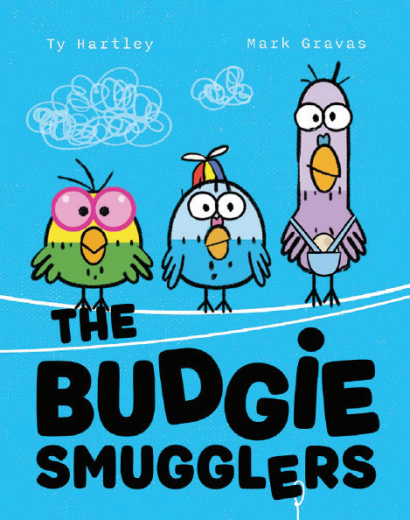 Ty Hartley
Mark Gravas
THE
BUDGiE
SMUGGLERS